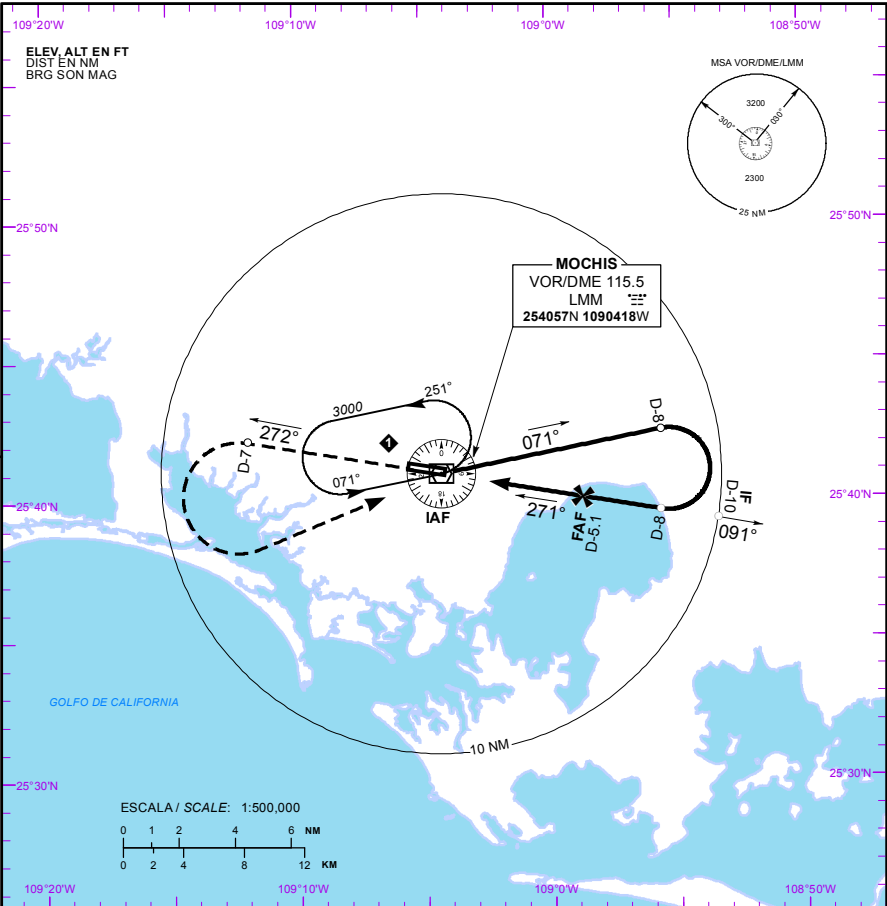 109°20'W
109°10'W
109°0'W
108°50'W
ELEV, ALT EN FT
DIST EN NM
BRG SON MAG
MSA VOR/DME/LMM
3200
300°
030°
2300
25 NM
25°50'N
25°50'N
MOCHIS
VOR/DME 115.5
LMM
254057N 1090418W
251°
3000
272°
1
D-7
071°
071°
D-8
0
18
IAF
25°40'N
25°40'N
271°
FAF
D-5.1
D-8
IF
D-10
091°
GOLFO DE CALIFORNIA
10 NM
25°30'N
25°30'N
ESCALA / SCALE: 1:500,000
0 1 2 4 6 NM
0 2 4 8 12 KM
109°20'W
109°10'W
109°0'W
108°50'W